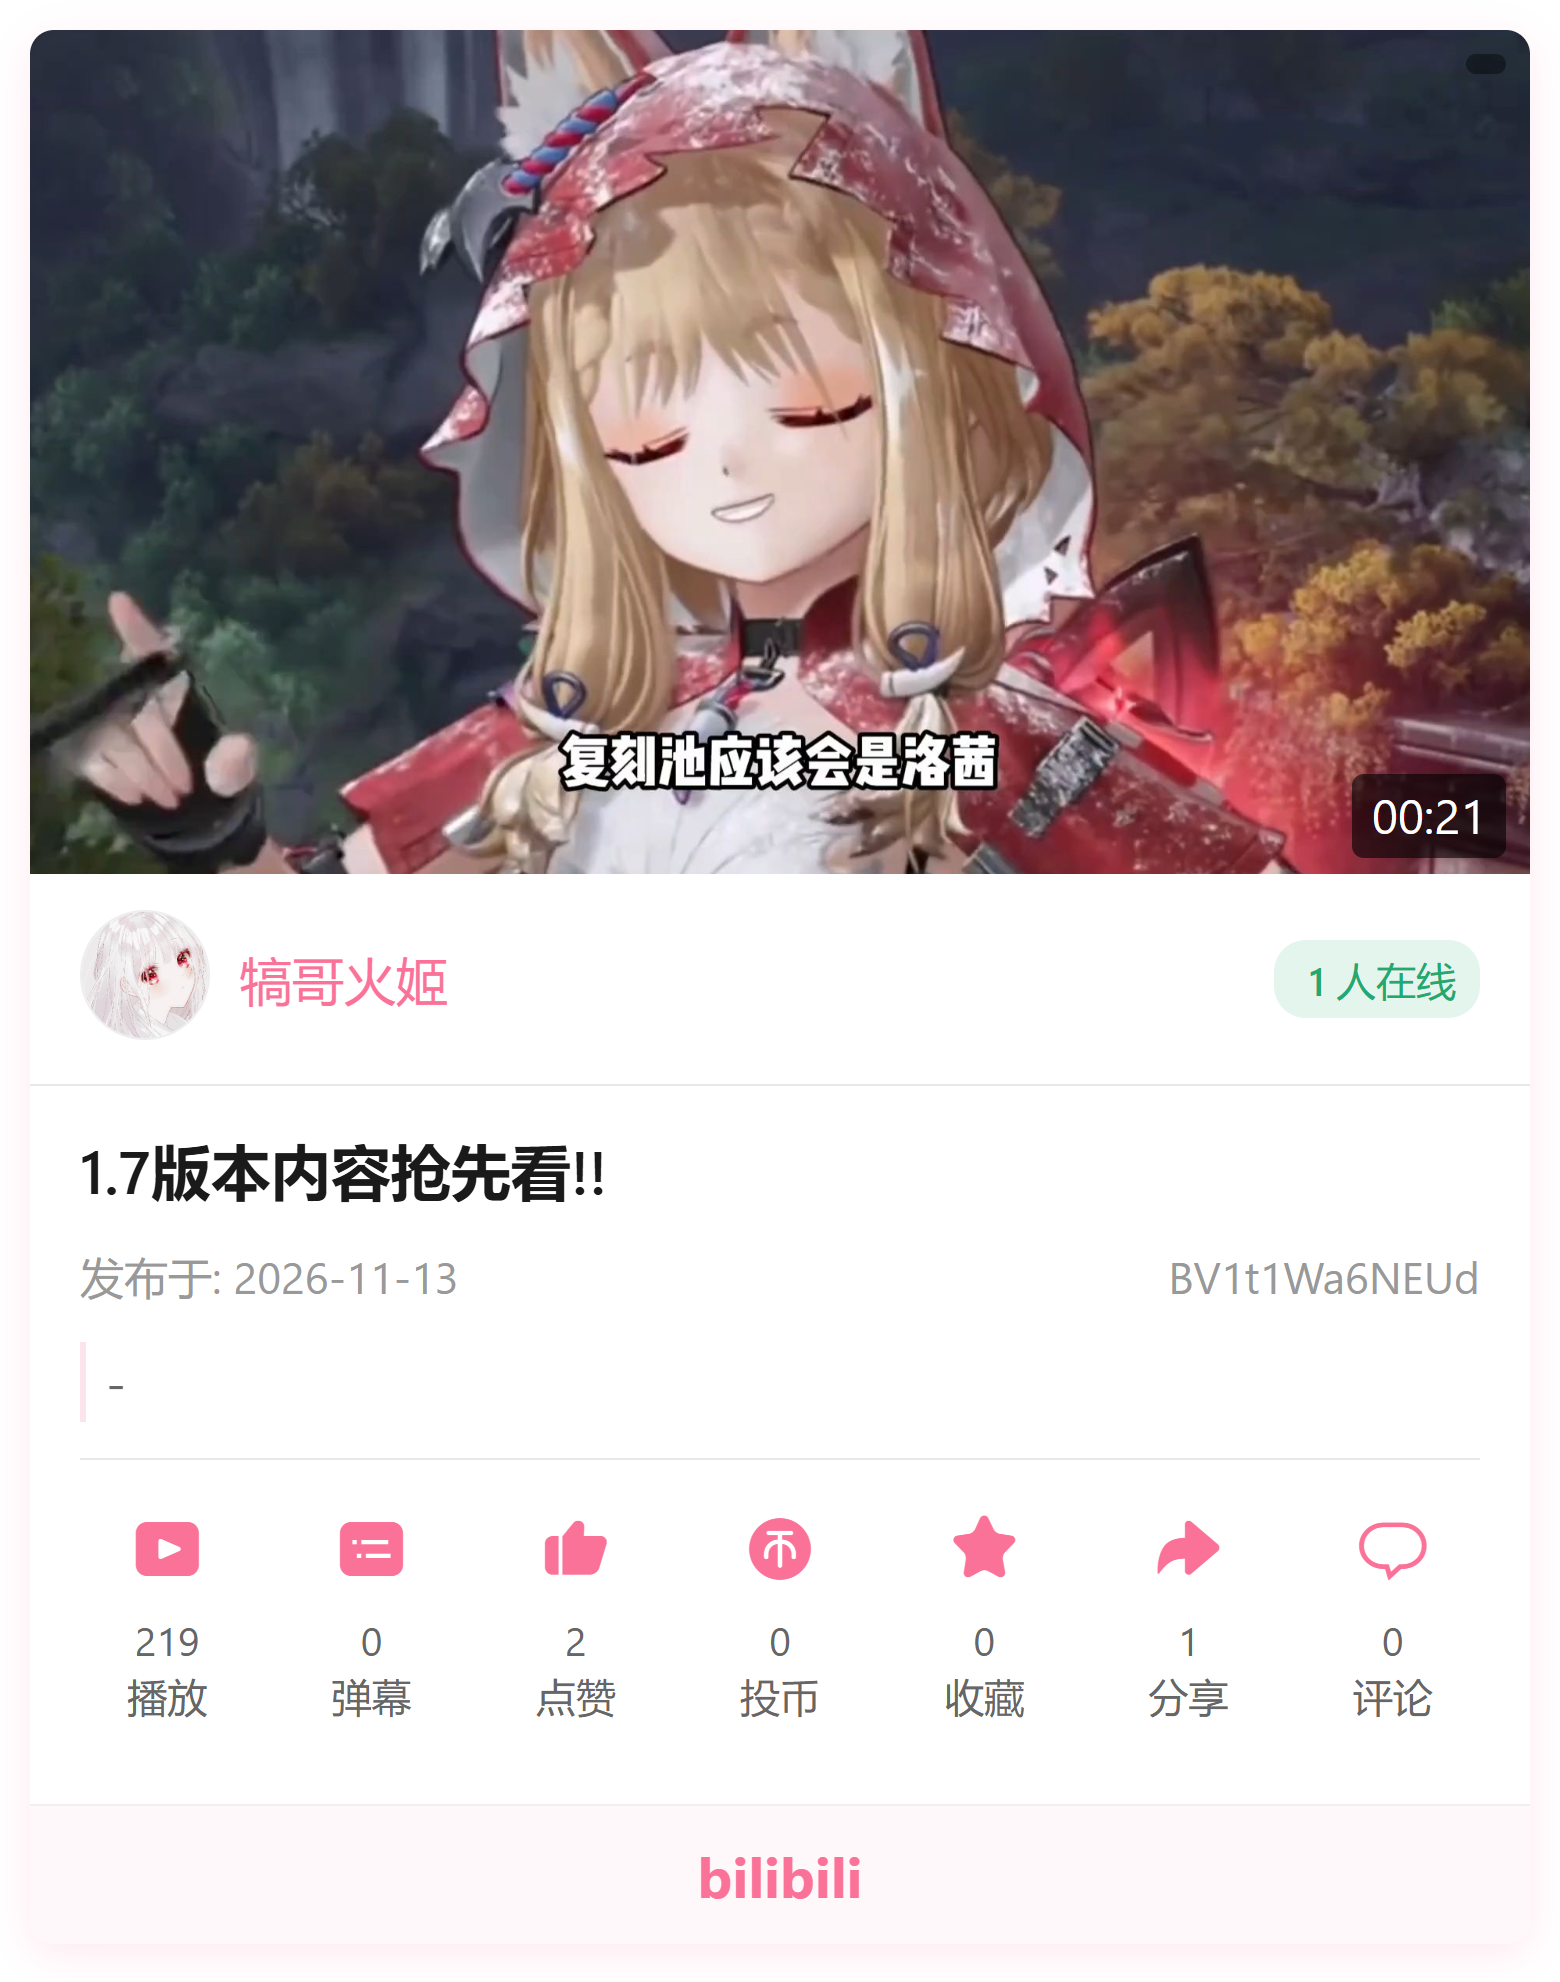 复刻池应该会是洛茜
00:21
犒哥火姬
1人在线
1.7版本内容抢先看!!
发布于: 2026-11-13
BV1t1Wa6NEUd
-
219
0
2
0
0
1
0
播放
弹幕
点赞
投币
收藏
分享
评论
bilibili